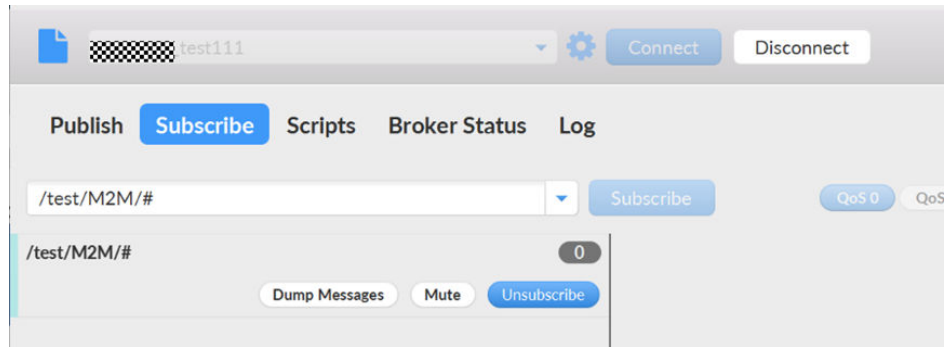 .test111 Connect Disconnect
Publish Subscribe Scripts Broker Status Log
/test/M2M/# Subscribe QoS 0 QoS
/test/M2M/# 0
Dump Messages Mute Unsubscribe